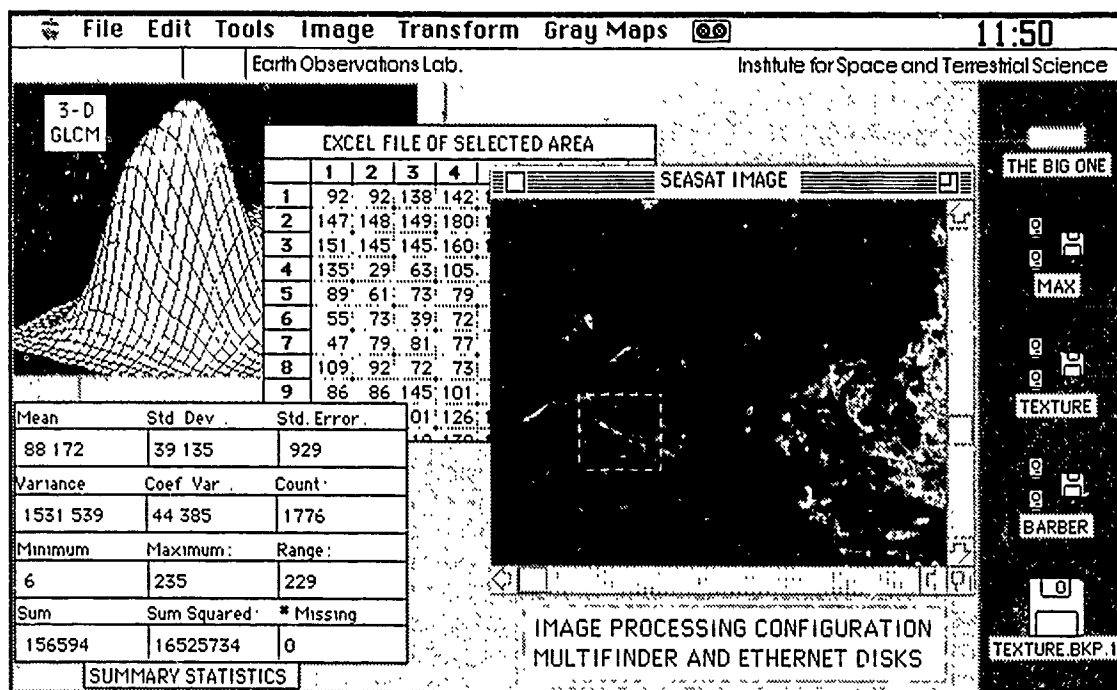 File Edit Tools Image Transform Gray Maps 11:50
Earth Observations Lab. Institute for Space and Terrestrial Science
3-D
GLCM
EXCEL FILE OF SELECTED AREA
1 2 3 4
1 92 92 138 142
2 147 148 149 180
3 151 145 145 160
4 135 29 63 105
5 89 61 73 79
6 55 73 39 72
7 47 79 81 77
8 109 92 72 73
9 86 86 145 101
01 126
SEASAT IMAGE
THE BIG ONE
MAX
TEXTURE
BARBER
TEXTURE.BKP.1
Mean Std Dev. Std. Error.
88 172 39 135 929
Variance Coef Var. Count:
1531 539 44 385 1776
Minimum Maximum: Range:
6 235 229
Sum Sum Squared: * Missing
156594 16525734 0
SUMMARY STATISTICS
IMAGE PROCESSING CONFIGURATION
MULTIFINDER AND ETHERNET DISKS